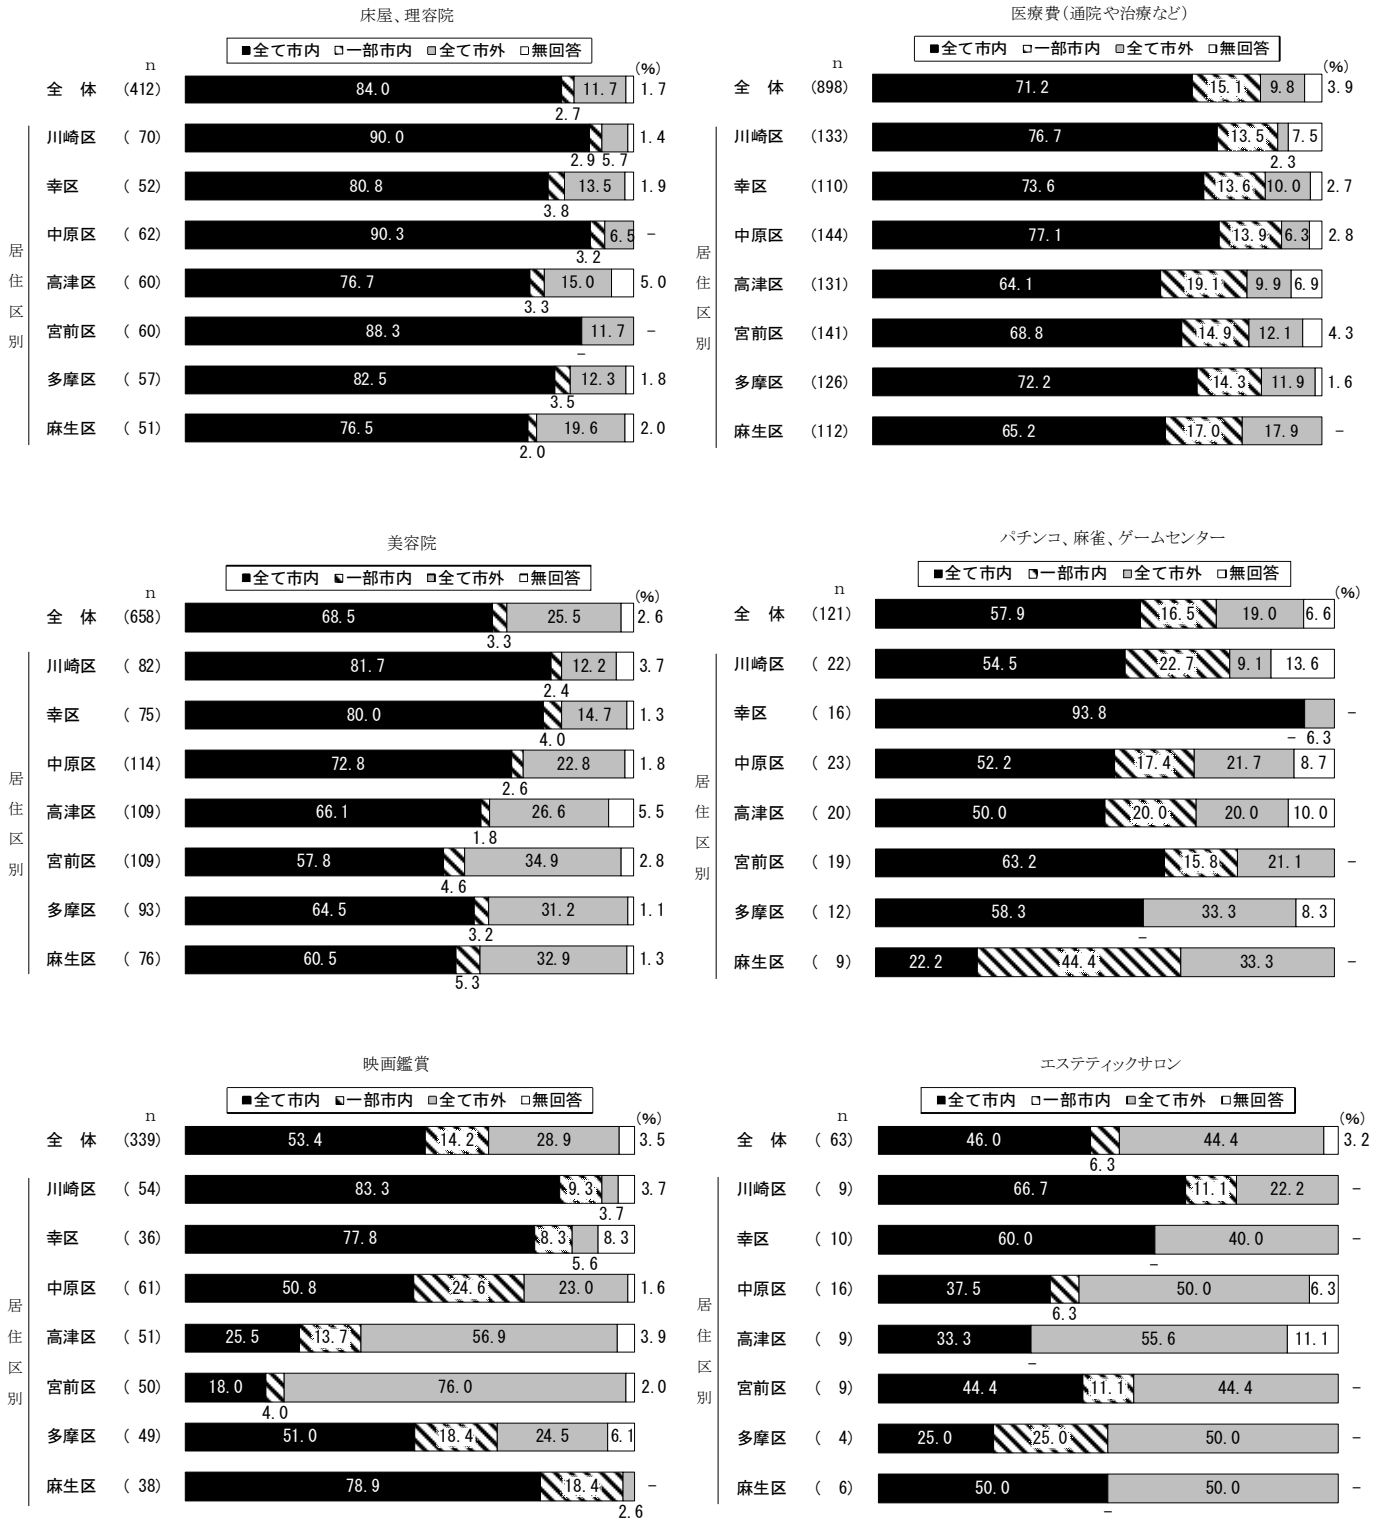 床屋、理容院
■全て市内 □一部市内 □全て市外 □無回答
n
(%)
全 体 (412) 84.0 2.7 11.7 1.7
居住区別
川崎区 ( 70) 90.0 2.9 5.7 1.4
幸区 ( 52) 80.8 3.8 13.5 1.9
中原区 ( 62) 90.3 3.2 6.5 −
高津区 ( 60) 76.7 3.3 15.0 5.0
宮前区 ( 60) 88.3 − 11.7 −
多摩区 ( 57) 82.5 3.5 12.3 1.8
麻生区 ( 51) 76.5 2.0 19.6 2.0
医療費(通院や治療など)
■全て市内 □一部市内 □全て市外 □無回答
n
(%)
全 体 (898) 71.2 15.1 9.8 3.9
居住区別
川崎区 (133) 76.7 13.5 2.3 7.5
幸区 (110) 73.6 13.6 10.0 2.7
中原区 (144) 77.1 13.9 6.3 2.8
高津区 (131) 64.1 19.1 9.9 6.9
宮前区 (141) 68.8 14.9 12.1 4.3
多摩区 (126) 72.2 14.3 11.9 1.6
麻生区 (112) 65.2 17.0 17.9 −
美容院
■全て市内 □一部市内 □全て市外 □無回答
n
(%)
全 体 (658) 68.5 3.3 25.5 2.6
居住区別
川崎区 ( 82) 81.7 2.4 12.2 3.7
幸区 ( 75) 80.0 4.0 14.7 1.3
中原区 (114) 72.8 2.6 22.8 1.8
高津区 (109) 66.1 1.8 26.6 5.5
宮前区 (109) 57.8 4.6 34.9 2.8
多摩区 ( 93) 64.5 3.2 31.2 1.1
麻生区 ( 76) 60.5 5.3 32.9 1.3
パチンコ、麻雀、ゲームセンター
■全て市内 □一部市内 □全て市外 □無回答
n
(%)
全 体 (121) 57.9 16.5 19.0 6.6
居住区別
川崎区 ( 22) 54.5 22.7 9.1 13.6
幸区 ( 16) 93.8 − 6.3 −
中原区 ( 23) 52.2 17.4 21.7 8.7
高津区 ( 20) 50.0 20.0 20.0 10.0
宮前区 ( 19) 63.2 15.8 21.1 −
多摩区 ( 12) 58.3 − 33.3 8.3
麻生区 ( 9) 22.2 44.4 33.3 −
映画鑑賞
■全て市内 □一部市内 □全て市外 □無回答
n
(%)
全 体 (339) 53.4 14.2 28.9 3.5
居住区別
川崎区 ( 54) 83.3 9.3 3.7 3.7
幸区 ( 36) 77.8 8.3 5.6 8.3
中原区 ( 61) 50.8 24.6 23.0 1.6
高津区 ( 51) 25.5 13.7 56.9 3.9
宮前区 ( 50) 18.0 4.0 76.0 2.0
多摩区 ( 49) 51.0 18.4 24.5 6.1
麻生区 ( 38) 78.9 18.4 2.6 −
エステティックサロン
■全て市内 □一部市内 □全て市外 □無回答
n
(%)
全 体 ( 63) 46.0 6.3 44.4 3.2
居住区別
川崎区 ( 9) 66.7 11.1 22.2 −
幸区 ( 10) 60.0 − 40.0 −
中原区 ( 16) 37.5 6.3 50.0 6.3
高津区 ( 9) 33.3 − 55.6 11.1
宮前区 ( 9) 44.4 11.1 44.4 −
多摩区 ( 4) 25.0 25.0 50.0 −
麻生区 ( 6) 50.0 − 50.0 −